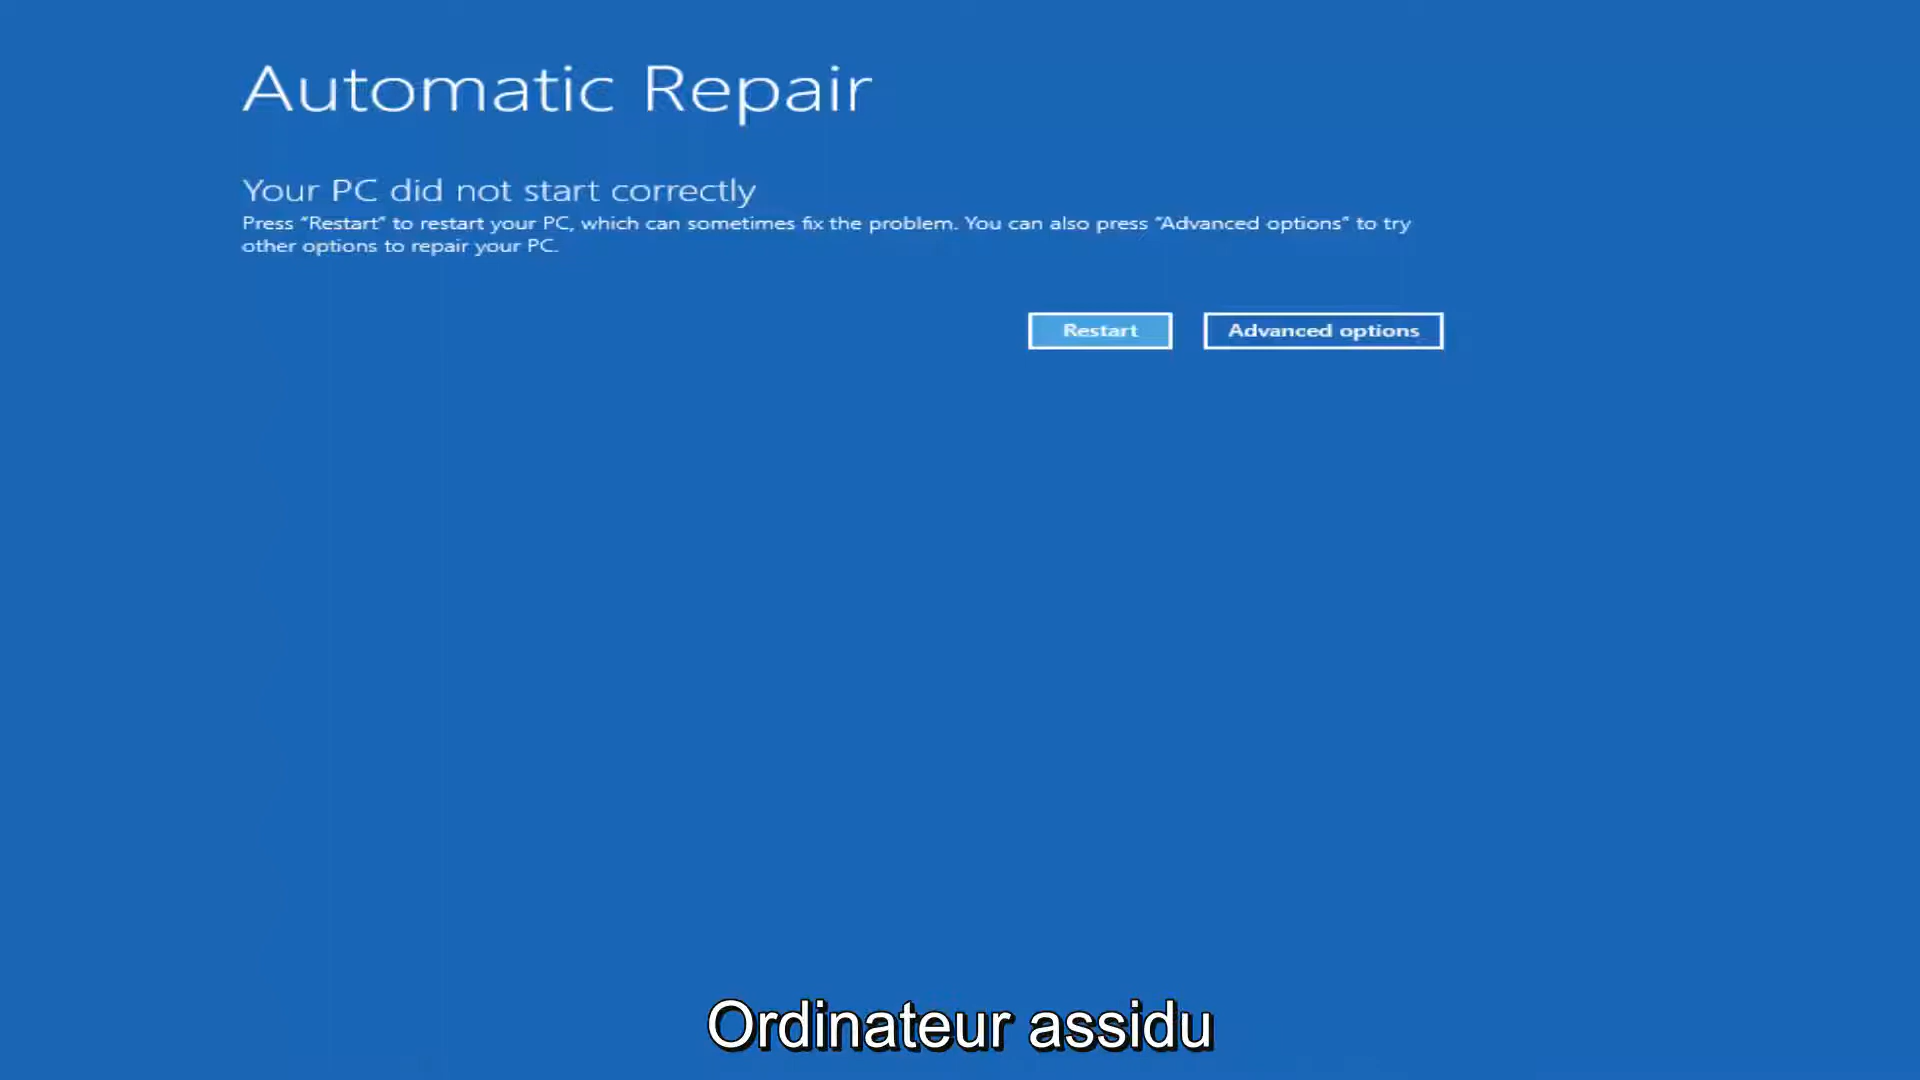 Automatic Repair
Your PC did not start correctly
Press “Restart” to restart your PC, which can sometimes fix the problem. You can also press “Advanced options” to try
other options to repair your PC.
Restart
Advanced options
Ordinateur assidu